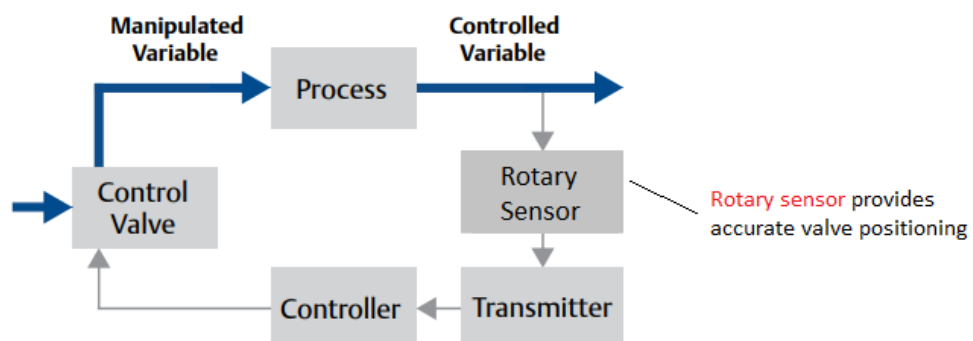 Manipulated
Variable
Controlled
Variable
Process
Control
Valve
Rotary
Sensor
Rotary sensor provides
accurate valve positioning
Controller
Transmitter